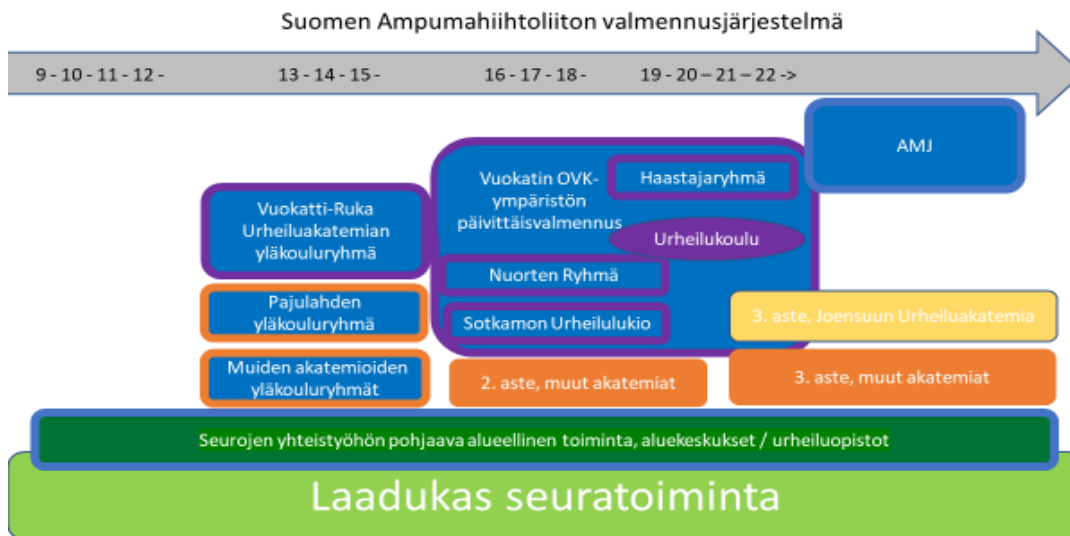 Suomen Ampumahiihtoliiton valmennusjärjestelmä
9 - 10 - 11 - 12 -
13 - 14 - 15 -
16 - 17 - 18 -
19 - 20 – 21 – 22 ->
AMJ
Vuokatin OVK-
ympäristön
päivittäisvalmennus
Haastajaryhmä
Urheilukoulu
Vuokatti-Ruka
Urheiluakatemian
yläkouluryhmä
Nuorten Ryhmä
Pajulahden
yläkouluryhmä
Sotkamon Urheilulukio
3. aste, Joensuun Urheiluakatemia
Muiden akatemioiden
yläkouluryhmät
2. aste, muut akatemiat
3. aste, muut akatemiat
Seurojen yhteistyöhön pohjaava alueellinen toiminta, aluekeskukset / urheiluopistot
Laadukas seuratoiminta